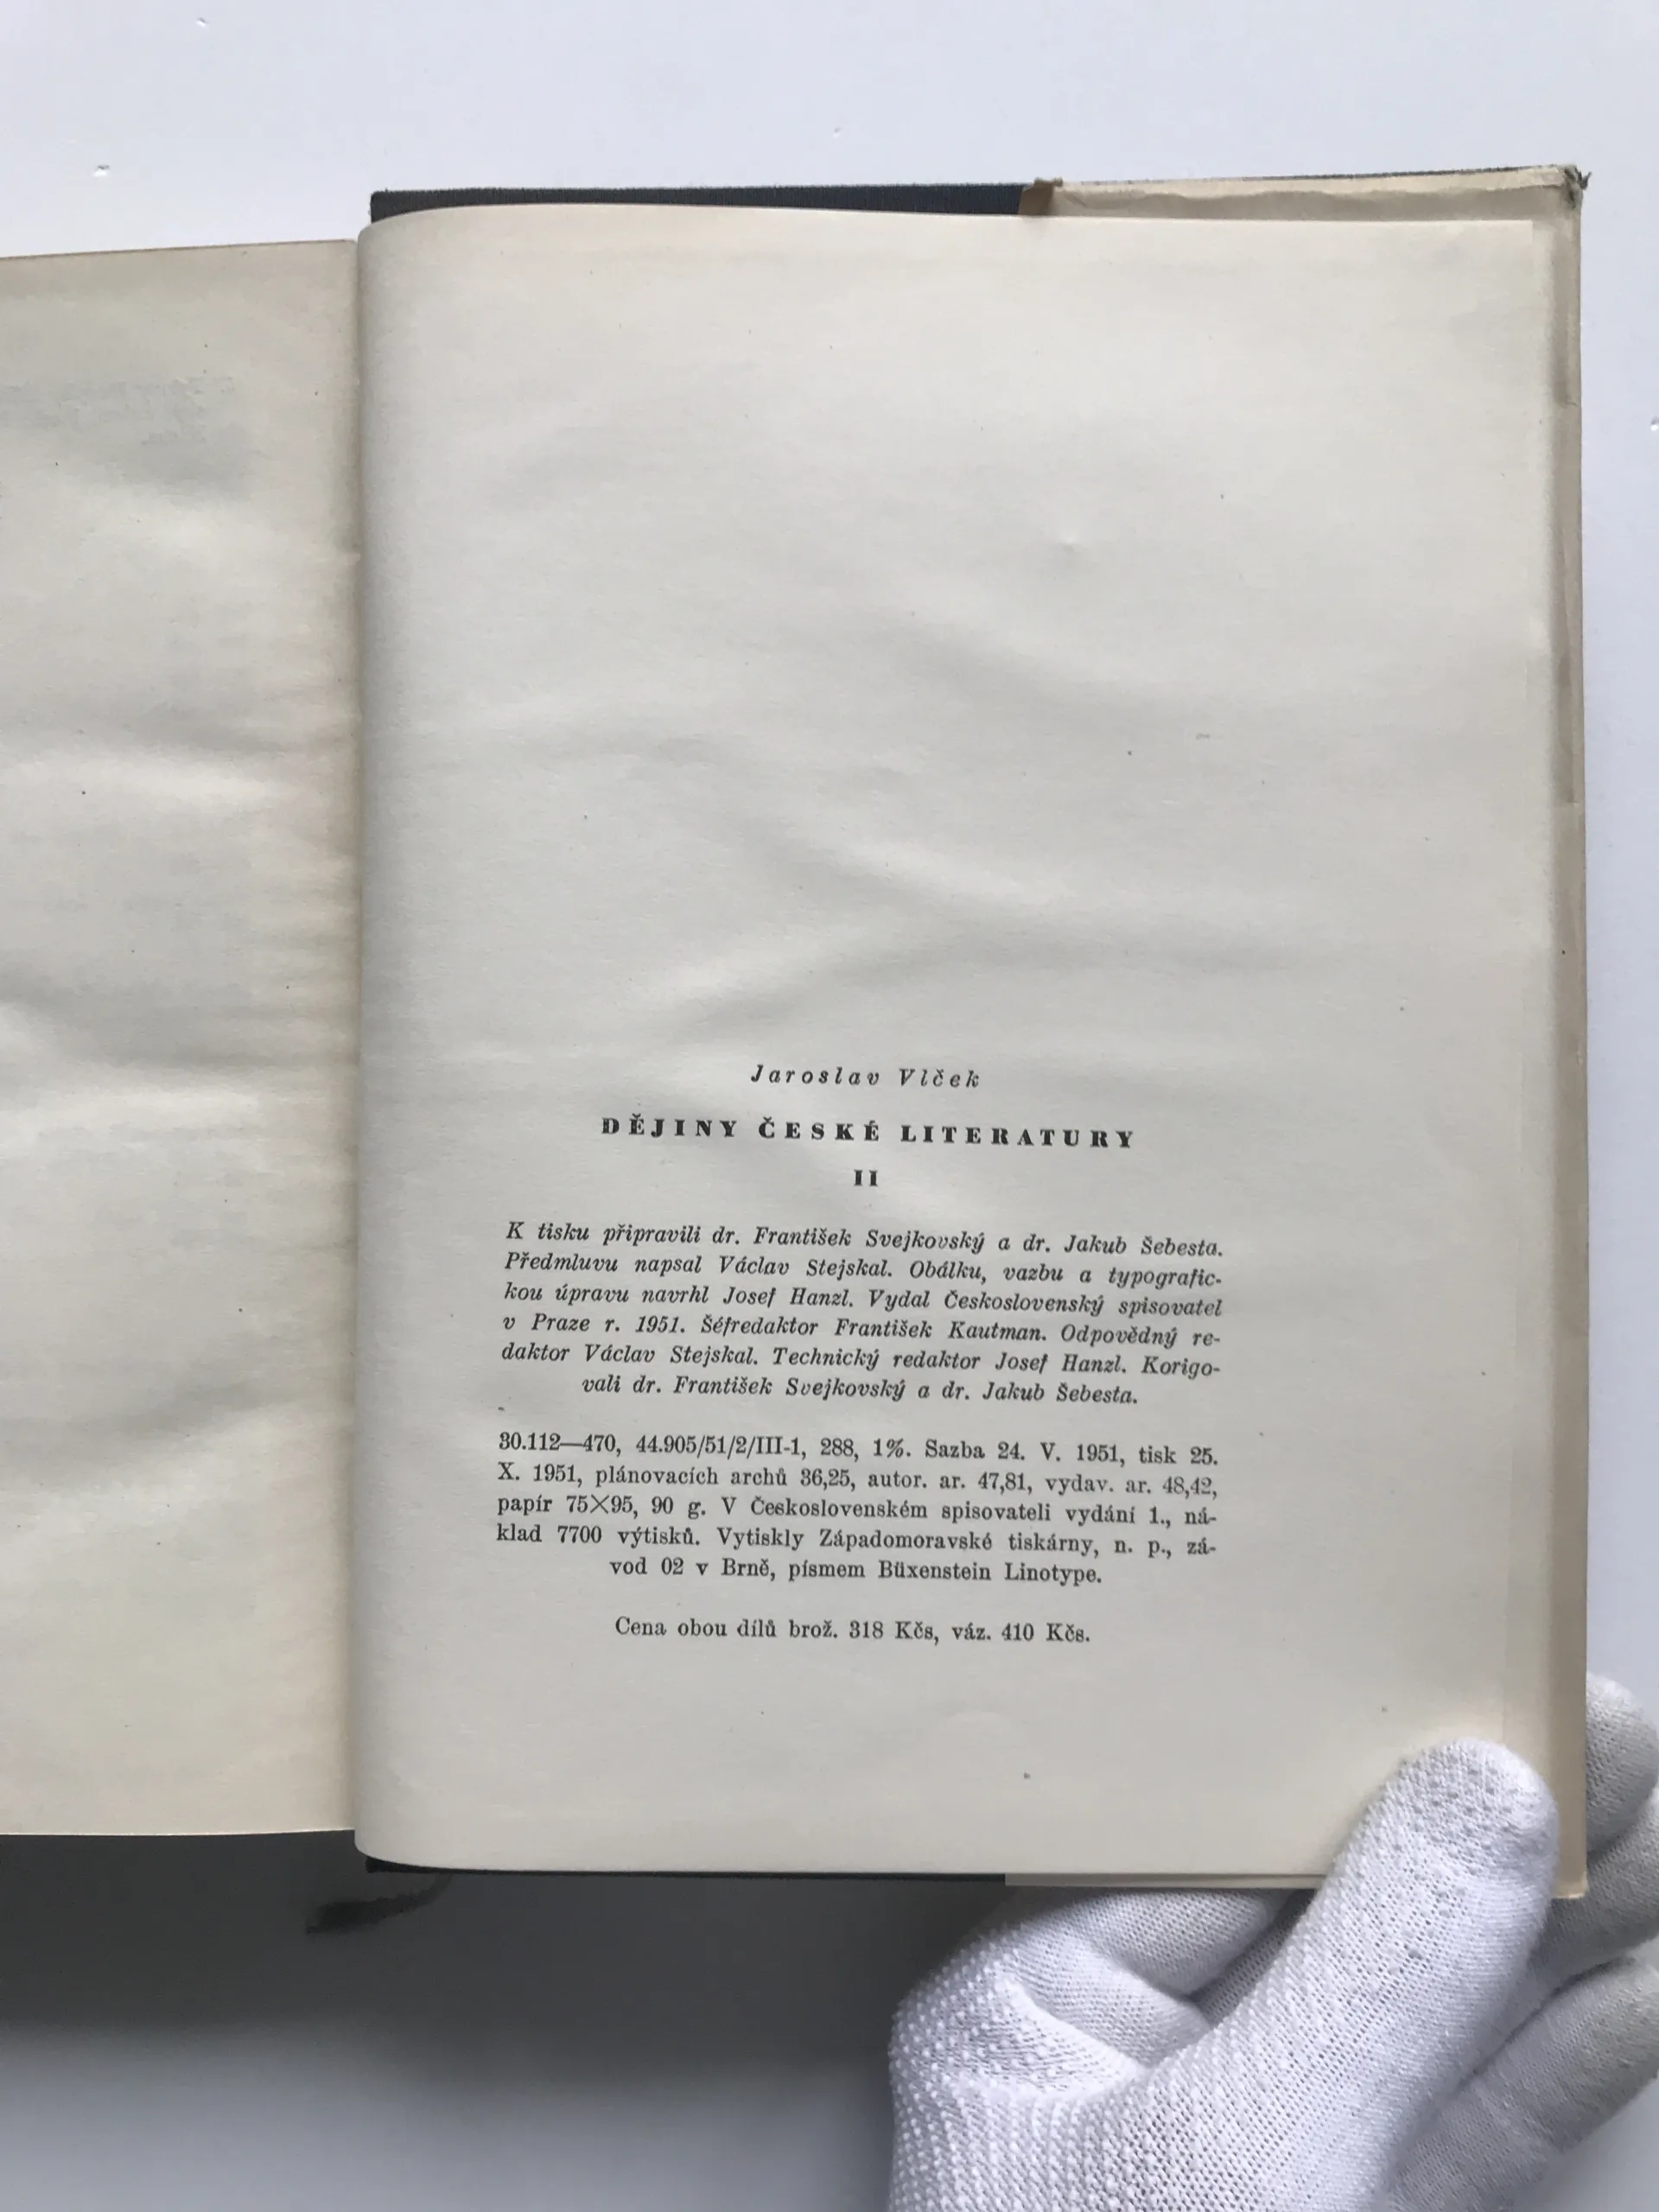 Jaroslav Vlček
DĚJINY ČESKÉ LITERATURY
II
K tisku připravili dr. František Svejkovský a dr. Jakub Šebesta.
Předmluvu napsal Václav Stejskal. Obálku, vazbu a typografic-
kou úpravu navrhl Josef Hanzl. Vydal Československý spisovatel
v Praze r. 1951. Šéfredaktor František Kautman. Odpovědný re-
daktor Václav Stejskal. Technický redaktor Josef Hanzl. Korigo-
vali dr. František Svejkovský a dr. Jakub Šebesta.
30.112—470, 44.905/51/2/III-1, 288, 1%. Sazba 24. V. 1951, tisk 25.
X. 1951, plánovacích archů 36,25, autor. ar. 47,81, vydav. ar. 48,42,
papír 75×95, 90 g. V Československém spisovateli vydání 1., ná-
klad 7700 výtisků. Vytiskly Západomoravské tiskárny, n. p., zá-
vod 02 v Brně, písmem Büxenstein Linotype.
Cena obou dílů brož. 318 Kčs, váz. 410 Kčs.